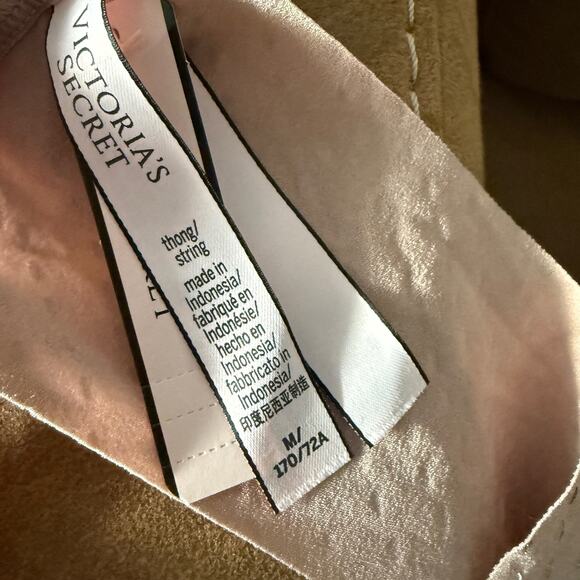 VICTORIA'S
SECRET
thong/
string
made in
Indonesia/
fabriqué en
Indonésie/
hecho en
Indonesia/
fabbricato in
Indonesia/
印度尼西亚制造
M/
170/72A